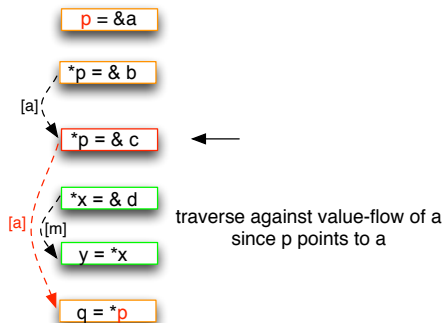 p = &a
*p = & b
[a]
*p = & c
*x = & d
[a]
[m]
traverse against value-flow of a
since p points to a
y = *x
q = *p